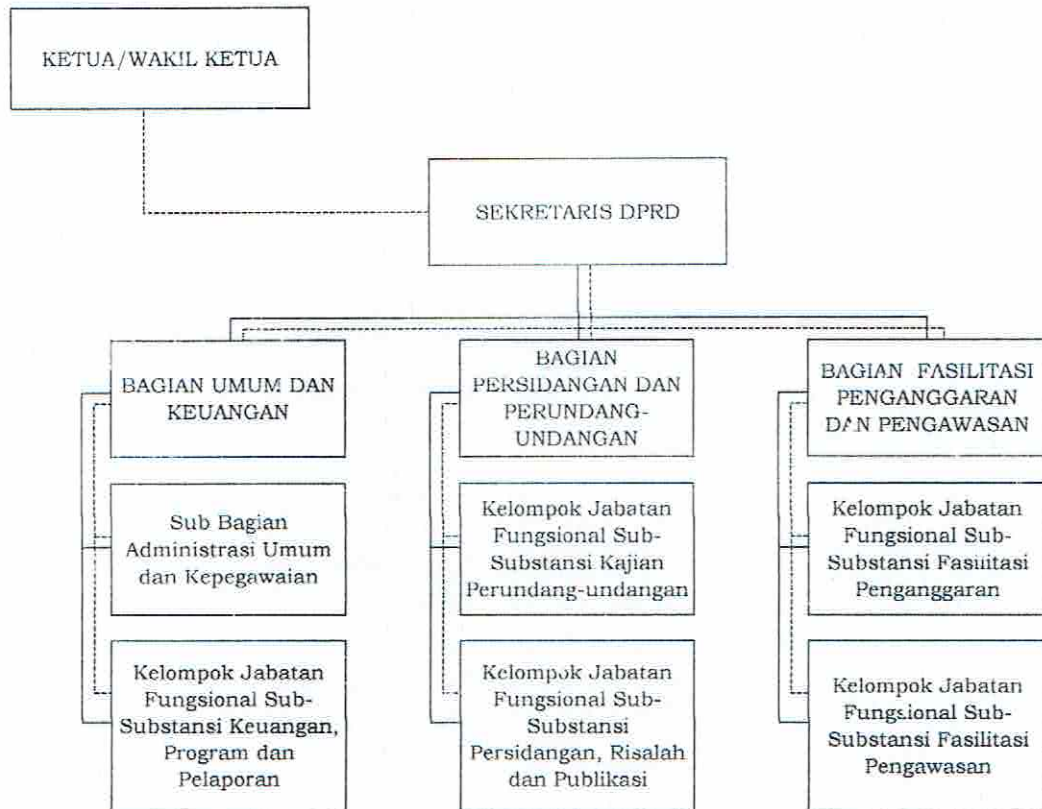 KETUA/WAKIL KETUA
SEKRETARIS DPRD
BAGIAN UMUM DAN
KEUANGAN
BAGIAN
PERSIDANGAN DAN
PERUNDANG-
UNDANGAN
BAGIAN FASILITASI
PENGANGGARAN
DAN PENGAWASAN
Sub Bagian
Administrasi Umum
dan Kepegawaian
Kelompok Jabatan
Fungsional Sub-
Substansi Kajian
Perundang-undangan
Kelompok Jabatan
Fungsional Sub-
Substansi Fasilitasi
Penganggaran
Kelompok Jabatan
Fungsional Sub-
Substansi Keuangan,
Program dan
Pelaporan
Kelompok Jabatan
Fungsional Sub-
Substansi
Persidangan, Risalah
dan Publikasi
Kelompok Jabatan
Fungsional Sub-
Substansi Fasilitasi
Pengawasan